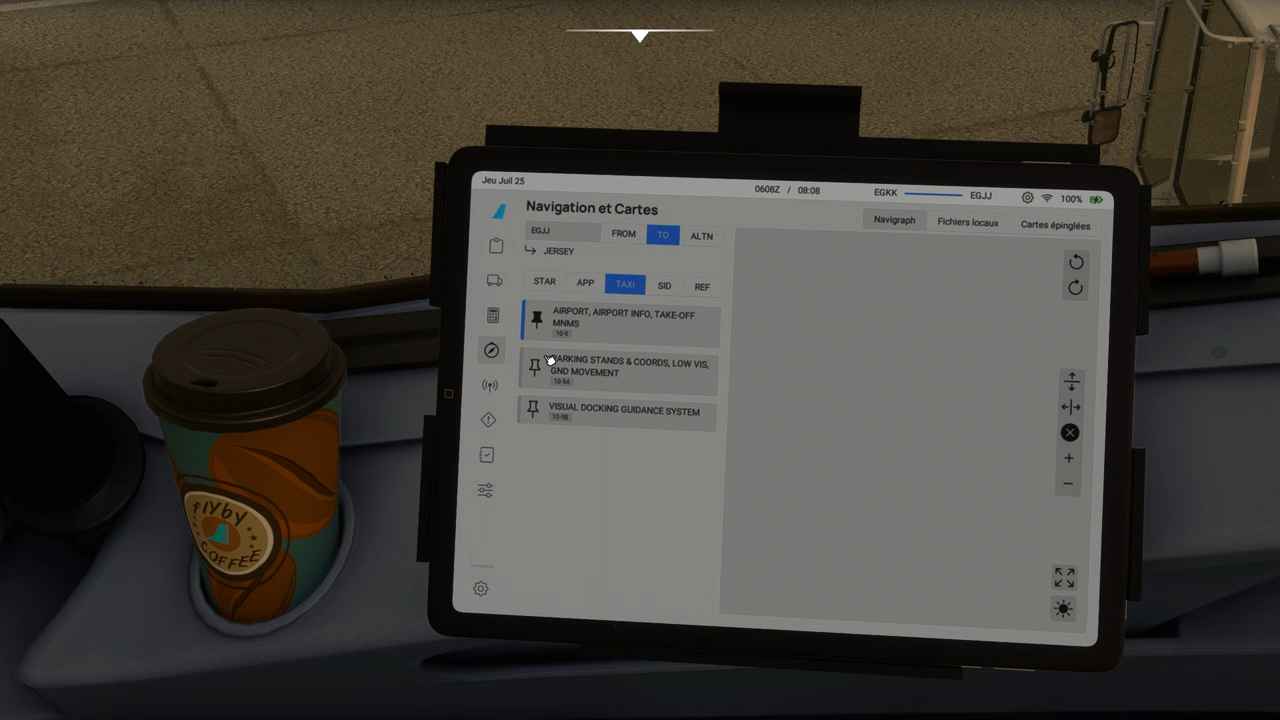 Jeu Juil 25
0608Z / 08:08
EGKK
EGJJ
100%
Navigation et Cartes
Navigraph
Fichiers locaux
Cartes épinglées
EGJJ
FROM
TO
ALTN
JERSEY
STAR
APP
TAXI
SID
REF
AIRPORT, AIRPORT INFO, TAKE-OFF
MNMS
10-9
PARKING STANDS & COORDS, LOW VIS,
GND MOVEMENT
10-9A
VISUAL DOCKING GUIDANCE SYSTEM
10-9B
flyby
COFFEE